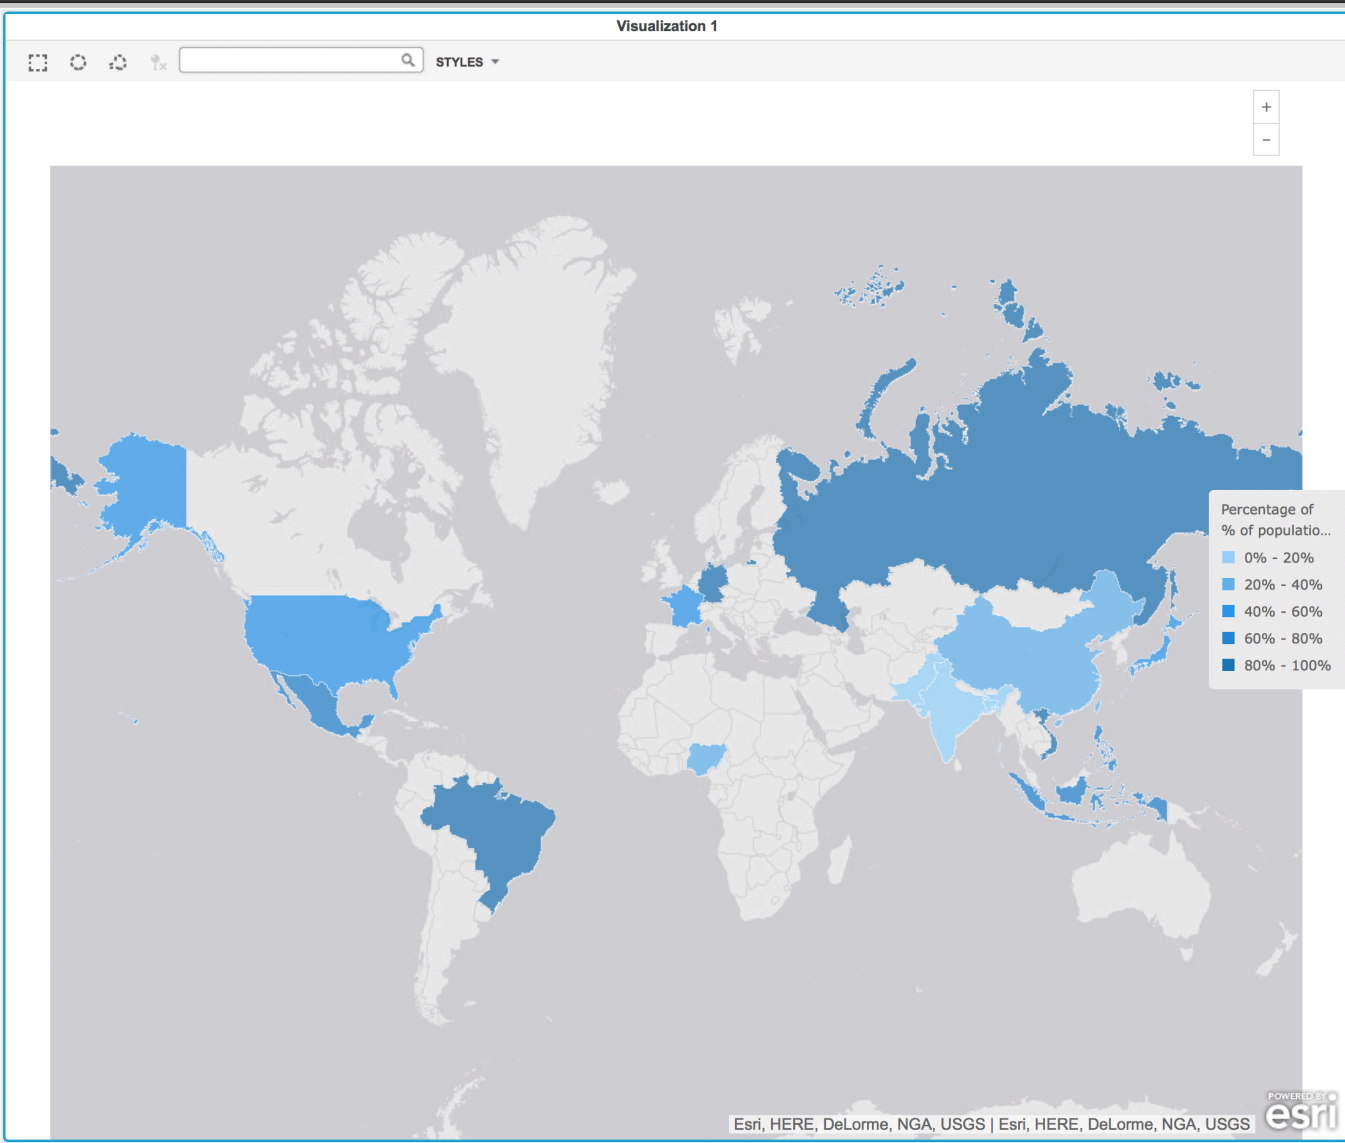 Visualization 1
STYLES
+
−
Percentage of
% of populatio...
0% - 20%
20% - 40%
40% - 60%
60% - 80%
80% - 100%
POWERED BY
esri
Esri, HERE, DeLorme, NGA, USGS | Esri, HERE, DeLorme, NGA, USGS